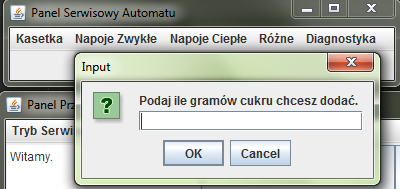 Panel Serwisowy Automatu
Kasetka Napoje Zwykłe Napoje Ciepłe Różne Diagnostyka
Input
Podaj ile gramów cukru chcesz dodać.
OK Cancel
Panel Prz
Tryb Serwi
Witamy.